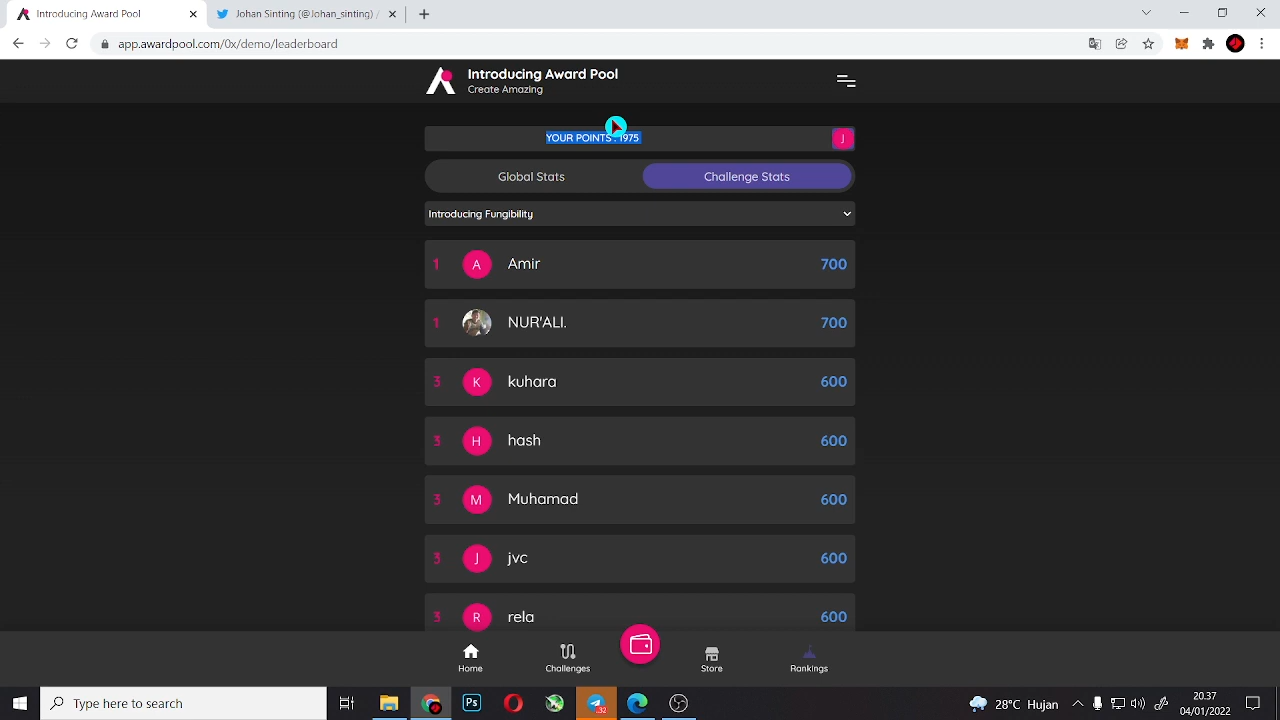 Introducing Award Pool
Johan Sinting (@Johan_sinting) /
app.awardpool.com/0x/demo/leaderboard
Introducing Award Pool
Create Amazing
YOUR POINTS : 1975
J
Global Stats
Challenge Stats
Introducing Fungibility
1 A Amir 700
1 NUR'ALI. 700
3 K kuhara 600
3 H hash 600
3 M Muhamad 600
3 J jvc 600
3 R rela 600
Home
Challenges
Store
Rankings
Type here to search
Ps
28°C Hujan
20.37
04/01/2022